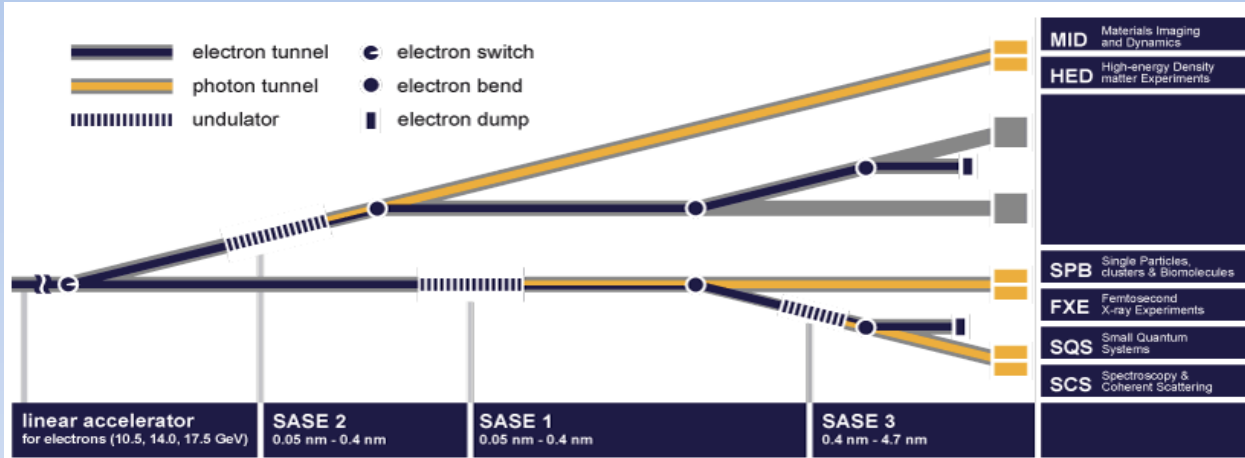 electron tunnel
electron switch
photon tunnel
electron bend
undulator
electron dump
MID Materials Imaging
and Dynamics
HED High-energy Density
matter Experiments
SPB Single Particles,
clusters & Biomolecules
FXE Femtosecond
X-ray Experiments
SQS Small Quantum
Systems
SCS Spectroscopy &
Coherent Scattering
linear accelerator
for electrons (10.5, 14.0, 17.5 GeV)
SASE 2
0.05 nm - 0.4 nm
SASE 1
0.05 nm - 0.4 nm
SASE 3
0.4 nm - 4.7 nm